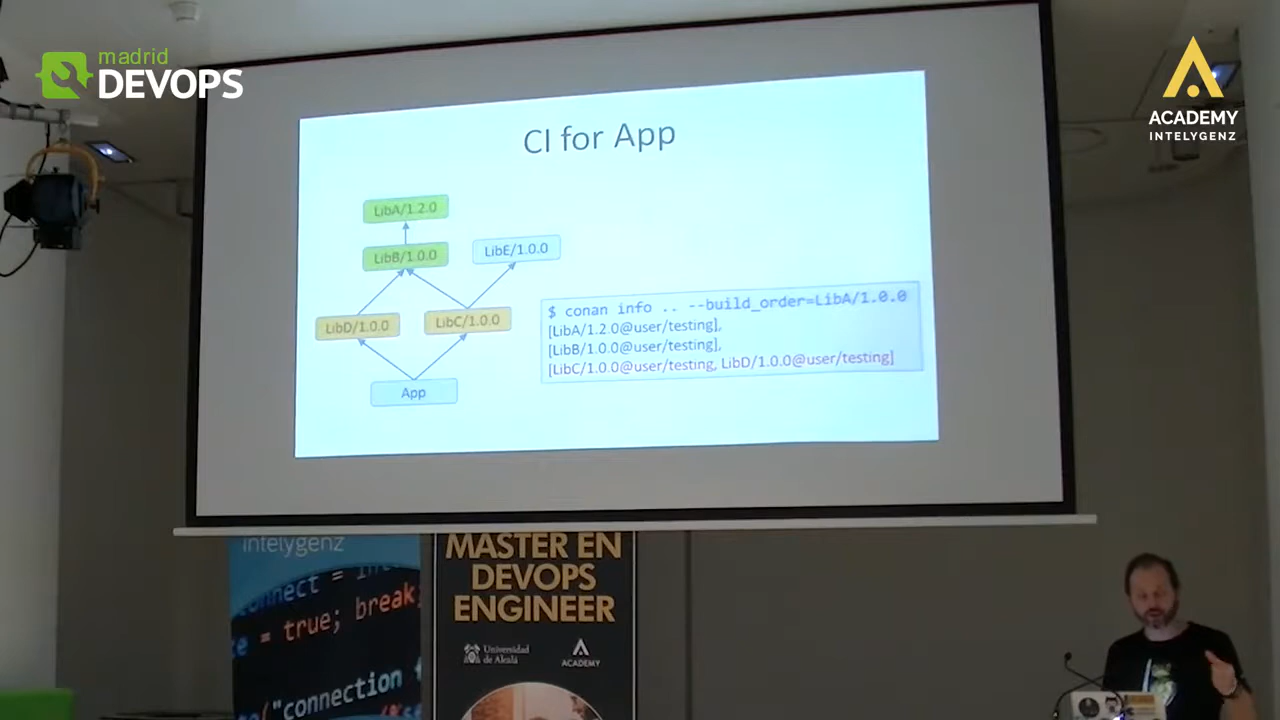 madrid
DEVOPS
ACADEMY
INTELYGENZ
CI for App
LibA/1.2.0
LibB/1.0.0
LibE/1.0.0
LibD/1.0.0
LibC/1.0.0
App
$ conan info .. --build_order=LibA/1.0.0
[LibA/1.2.0@user/testing],
[LibB/1.0.0@user/testing],
[LibC/1.0.0@user/testing, LibD/1.0.0@user/testing]
intelygenz
= true; break;
("connection
MASTER EN
DEVOPS
ENGINEER
Universidad
de Alcalá
ACADEMY